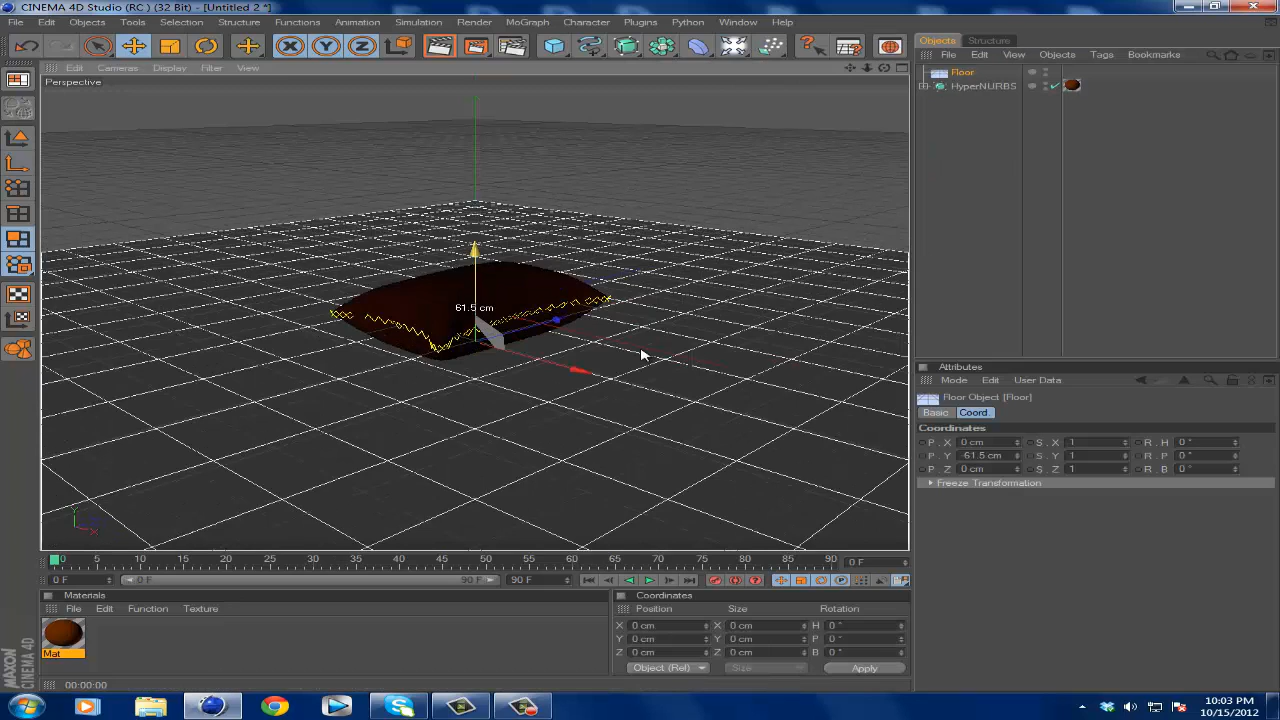 CINEMA 4D Studio (RC) (32 Bit) - [Untitled 2 *]
File Edit Objects Tools Selection Structure Functions Animation Simulation Render MoGraph Character Plugins Python Window Help
X Y Z
Objects Structure
File Edit View Objects Tags Bookmarks
Edit Cameras Display Filter View
Perspective
Floor
HyperNURBS
61.5 cm
Y
X
Attributes
Mode Edit User Data
Floor Object [Floor]
Basic Coord.
Coordinates
P . X 0 cm S . X 1 R . H 0 °
P . Y -61.5 cm S . Y 1 R . P 0 °
P . Z 0 cm S . Z 1 R . B 0 °
Freeze Transformation
0 5 10 15 20 25 30 35 40 45 50 55 60 65 70 75 80 85 90 0 F
0 F 0 F 90 F 90 F
Materials
File Edit Function Texture
Mat
Coordinates
Position Size Rotation
X 0 cm X 0 cm H 0 °
Y 0 cm Y 0 cm P 0 °
Z 0 cm Z 0 cm B 0 °
Object (Rel) Size Apply
MAXON
CINEMA 4D
00:00:00
10:03 PM
10/15/2012